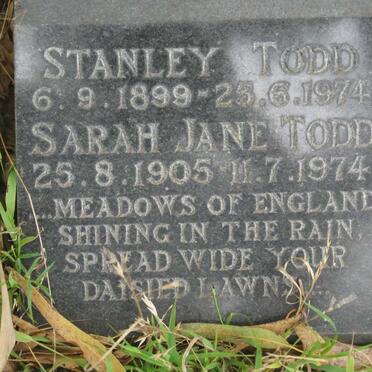 STANLEY TODD
6.9.1899-25.6.1974
SARAH JANE TODD
25.8.1905-11.7.1974
...MEADOWS OF ENGLAND
SHINING IN THE RAIN,
SPREAD WIDE YOUR
DAISIED LAWNS...